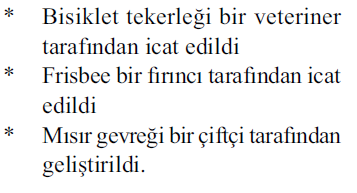 * Bisiklet tekerleği bir veteriner
tarafından icat edildi
* Frisbee bir fırıncı tarafından icat
edildi
* Mısır gevreği bir çiftçi tarafından
geliştirildi.